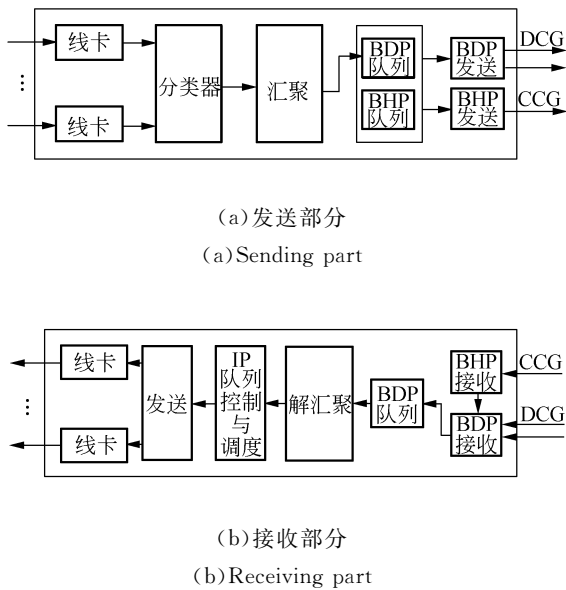 线卡
⋮
线卡
分类器
汇聚
BDP
队列
BHP
队列
BDP
发送
BHP
发送
DCG
CCG
(a)发送部分
(a)Sending part
线卡
⋮
线卡
发送
IP
队列
控制
与
调度
解汇聚
BDP
队列
BHP
接收
BDP
接收
CCG
DCG
(b)接收部分
(b)Receiving part